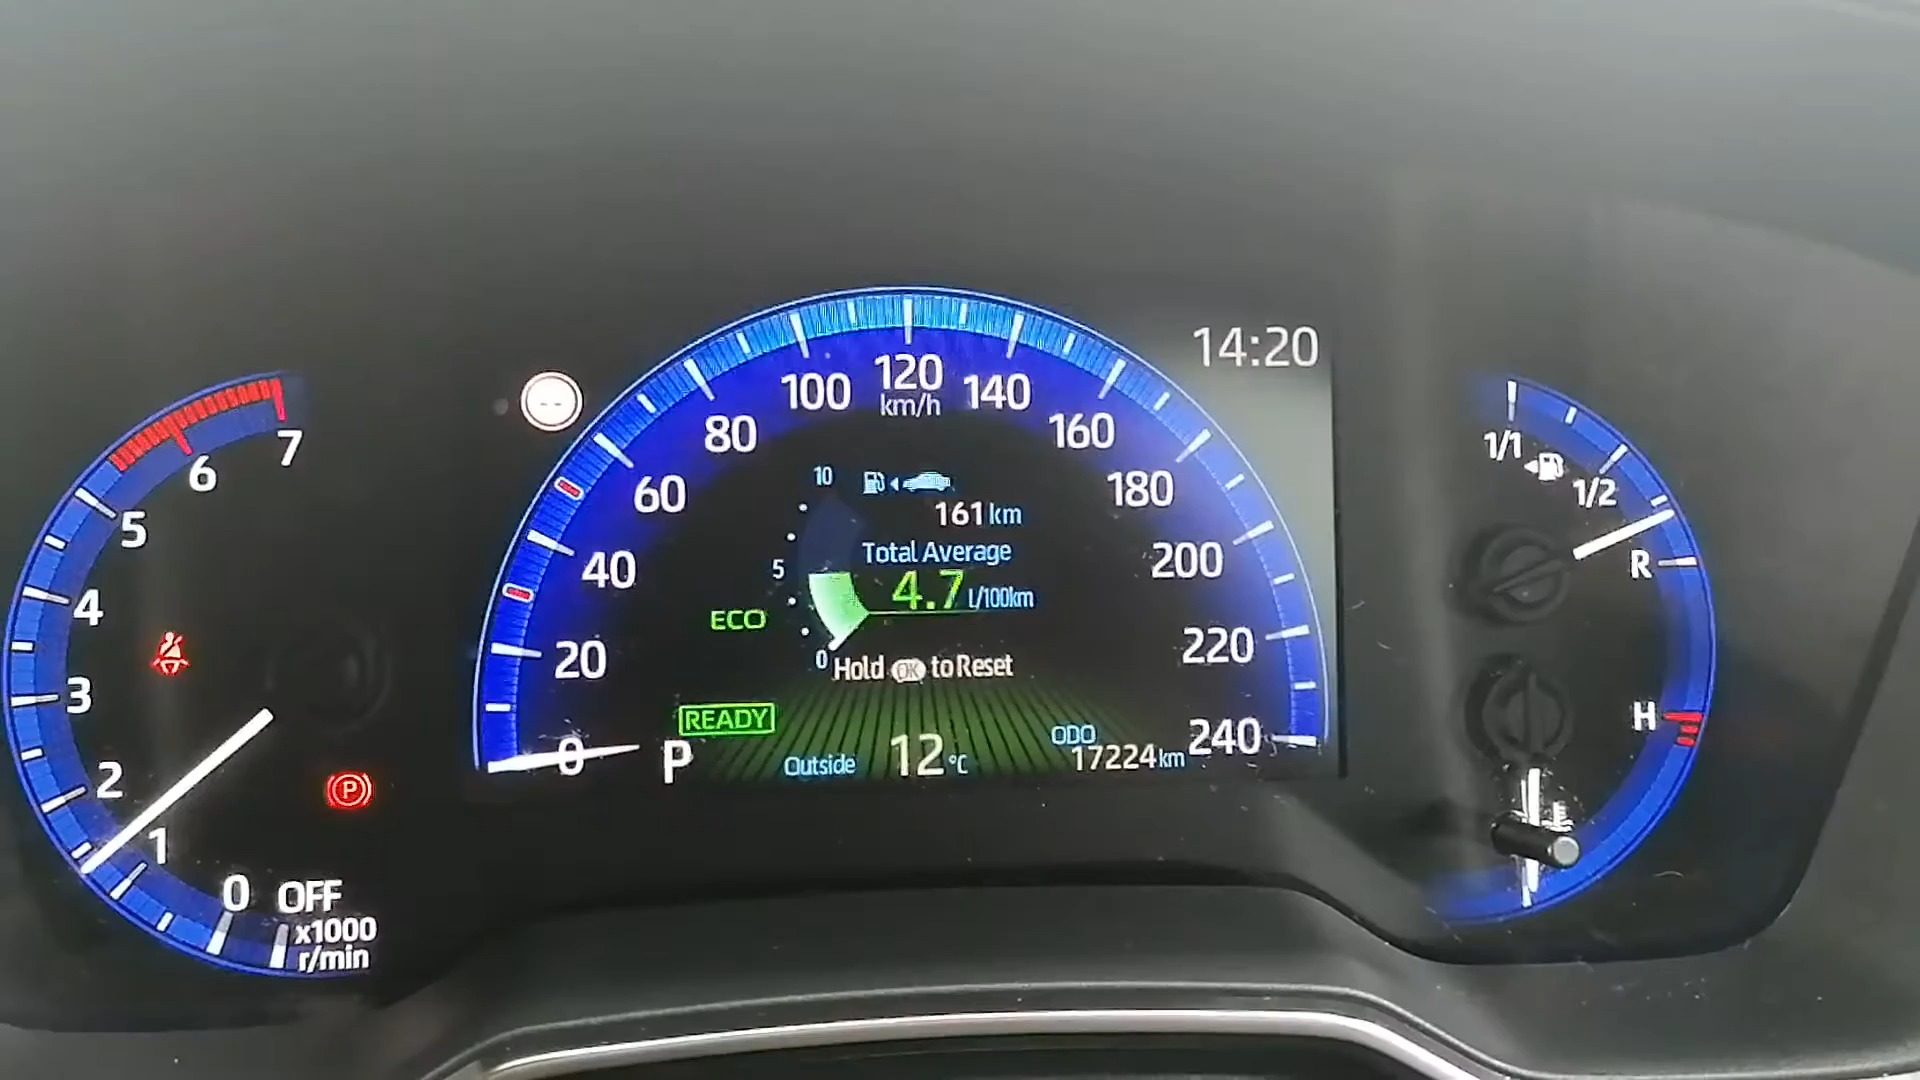 7
6
5
4
3
2
1
0 OFF
x1000
r/min
P
--
0
20
40
60
80
100
120
km/h
140
160
180
200
220
240
14:20
10
5
0
161 km
Total Average
4.7 L/100km
ECO
Hold OK to Reset
READY
P
Outside 12 °C
ODO
17224 km
1/1
1/2
R
H